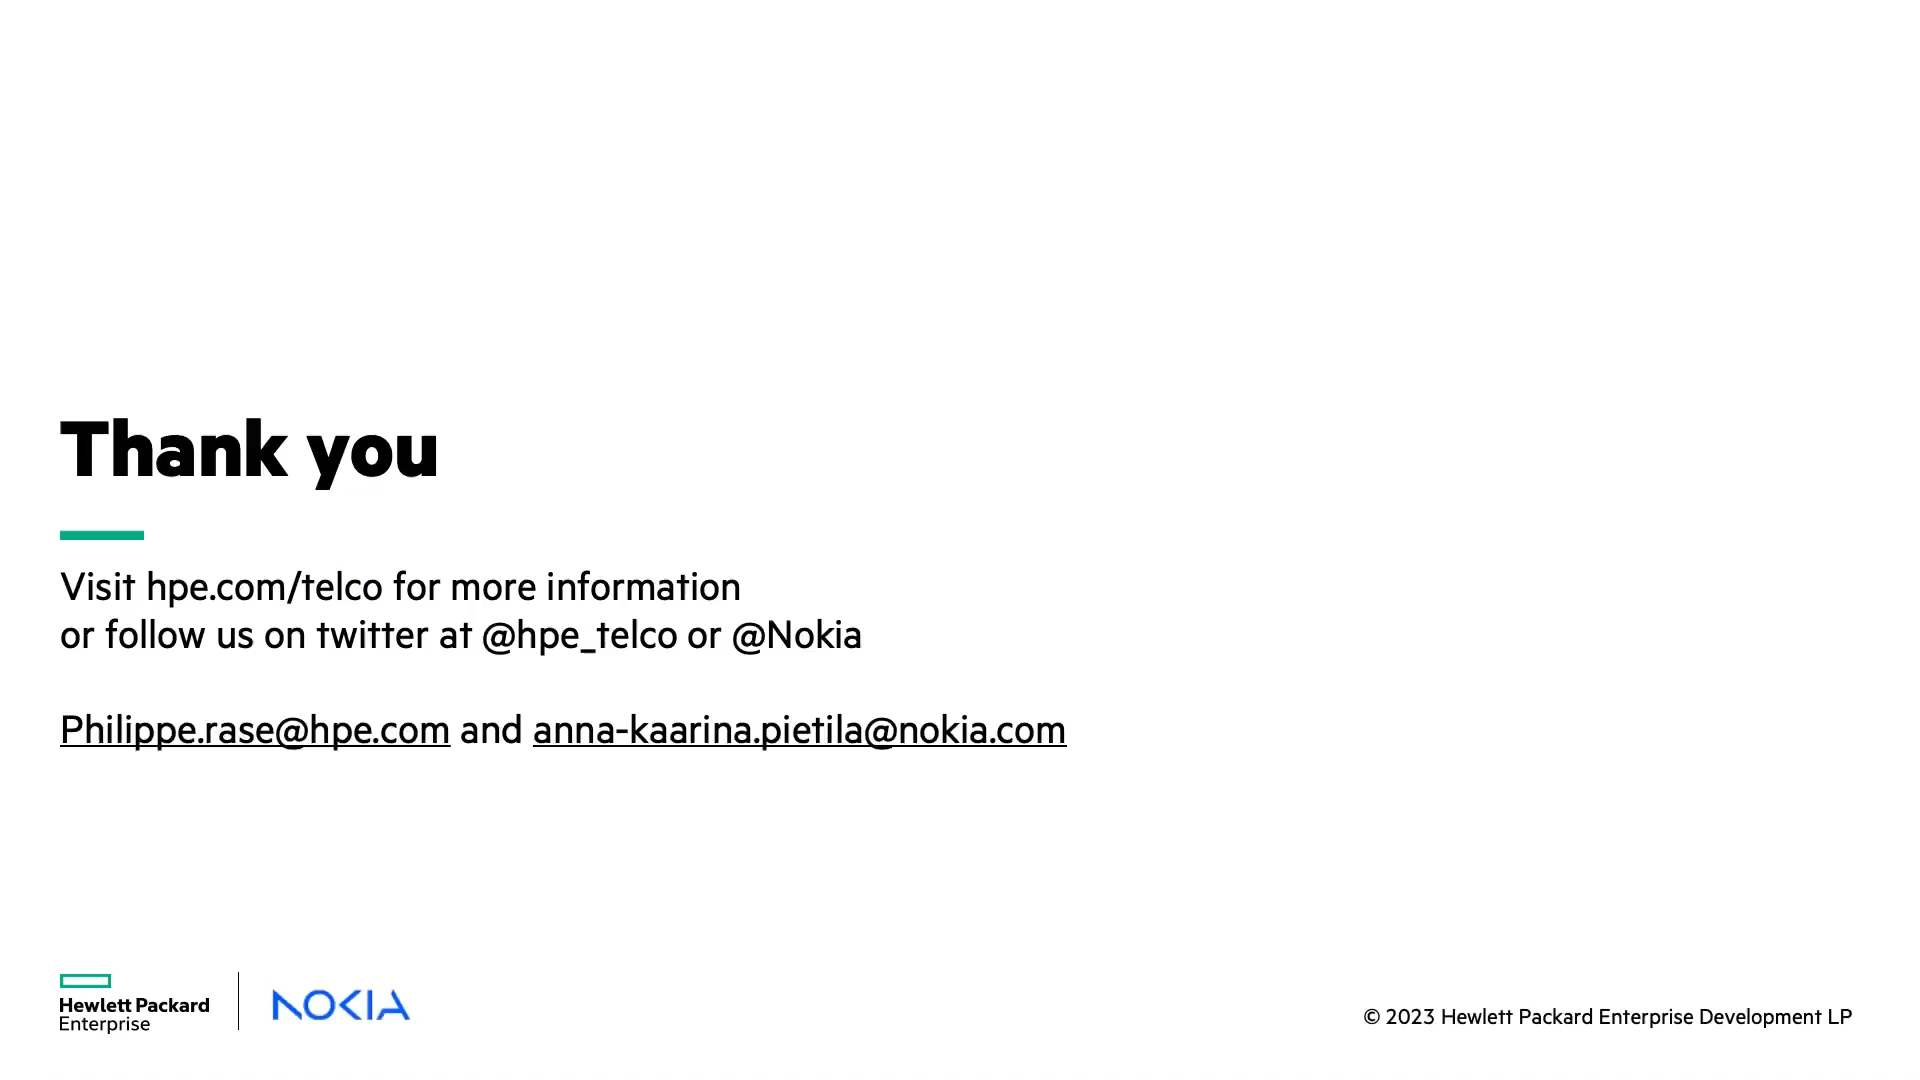 Thank you
Visit hpe.com/telco for more information
or follow us on twitter at @hpe_telco or @Nokia
Philippe.rase@hpe.com and anna-kaarina.pietila@nokia.com
Hewlett Packard
Enterprise
NOKIA
© 2023 Hewlett Packard Enterprise Development LP